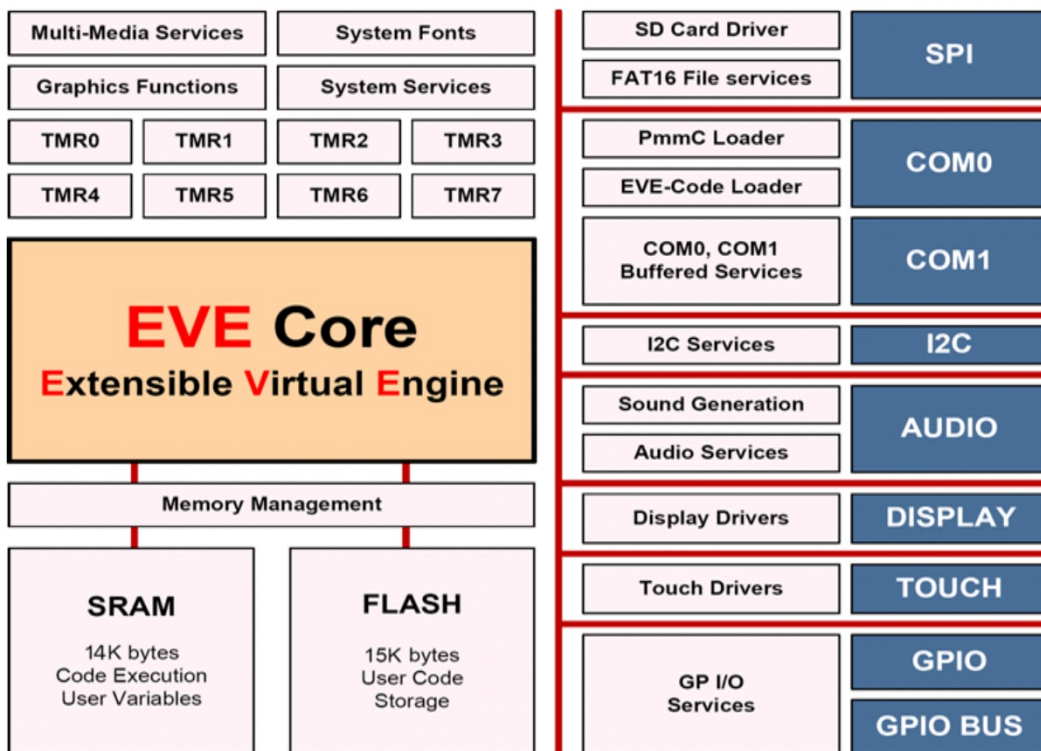 Multi-Media Services
System Fonts
Graphics Functions
System Services
TMR0
TMR1
TMR2
TMR3
TMR4
TMR5
TMR6
TMR7
EVE Core
Extensible Virtual Engine
Memory Management
SRAM
14K bytes
Code Execution
User Variables
FLASH
15K bytes
User Code
Storage
SD Card Driver
FAT16 File services
SPI
PmmC Loader
EVE-Code Loader
COM0
COM0, COM1
Buffered Services
COM1
I2C Services
I2C
Sound Generation
Audio Services
AUDIO
Display Drivers
DISPLAY
Touch Drivers
TOUCH
GP I/O
Services
GPIO
GPIO BUS